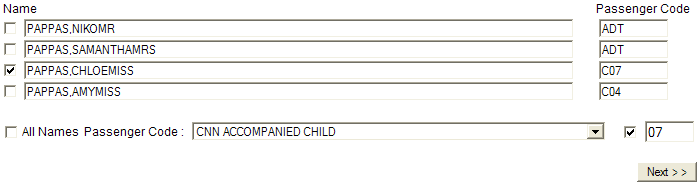 Name Passenger Code
PAPPAS,NIKOMR ADT
PAPPAS,SAMANTHAMRS ADT
PAPPAS,CHLOEMISS C07
PAPPAS,AMYMISS C04
All Names Passenger Code : CNN ACCOMPANIED CHILD 07
Next > >